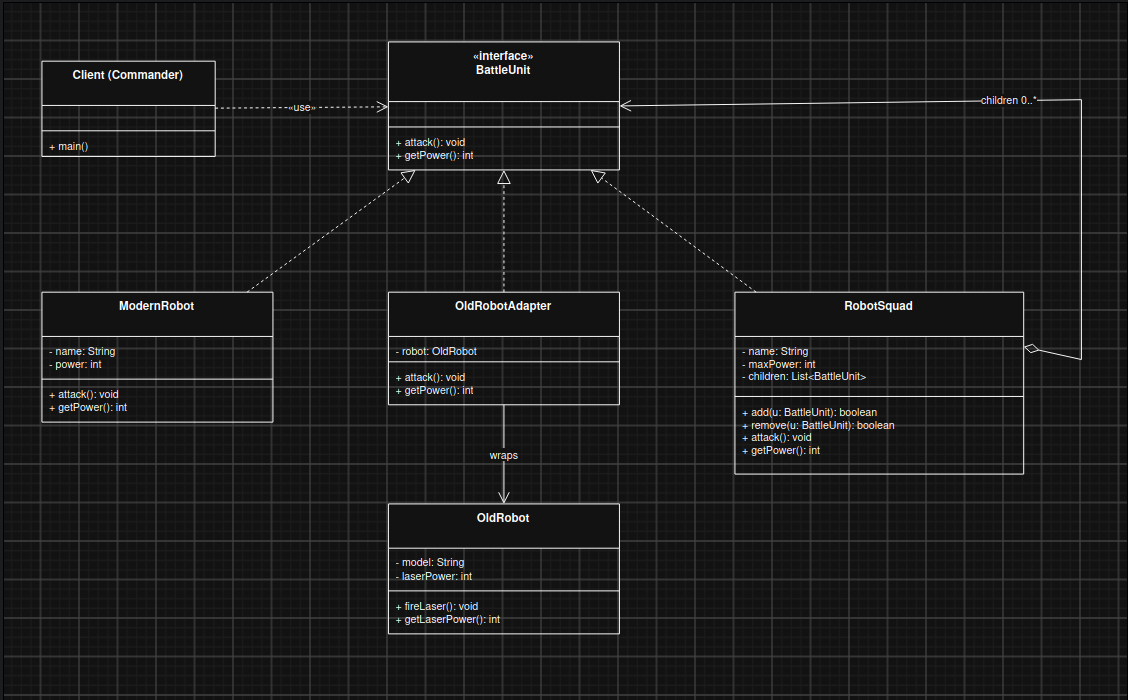 Client (Commander)
+ main()
«use»
«interface»
BattleUnit
+ attack(): void
+ getPower(): int
children 0..*
ModernRobot
- name: String
- power: int
+ attack(): void
+ getPower(): int
OldRobotAdapter
- robot: OldRobot
+ attack(): void
+ getPower(): int
RobotSquad
- name: String
- maxPower: int
- children: List<BattleUnit>
+ add(u: BattleUnit): boolean
+ remove(u: BattleUnit): boolean
+ attack(): void
+ getPower(): int
wraps
OldRobot
- model: String
- laserPower: int
+ fireLaser(): void
+ getLaserPower(): int